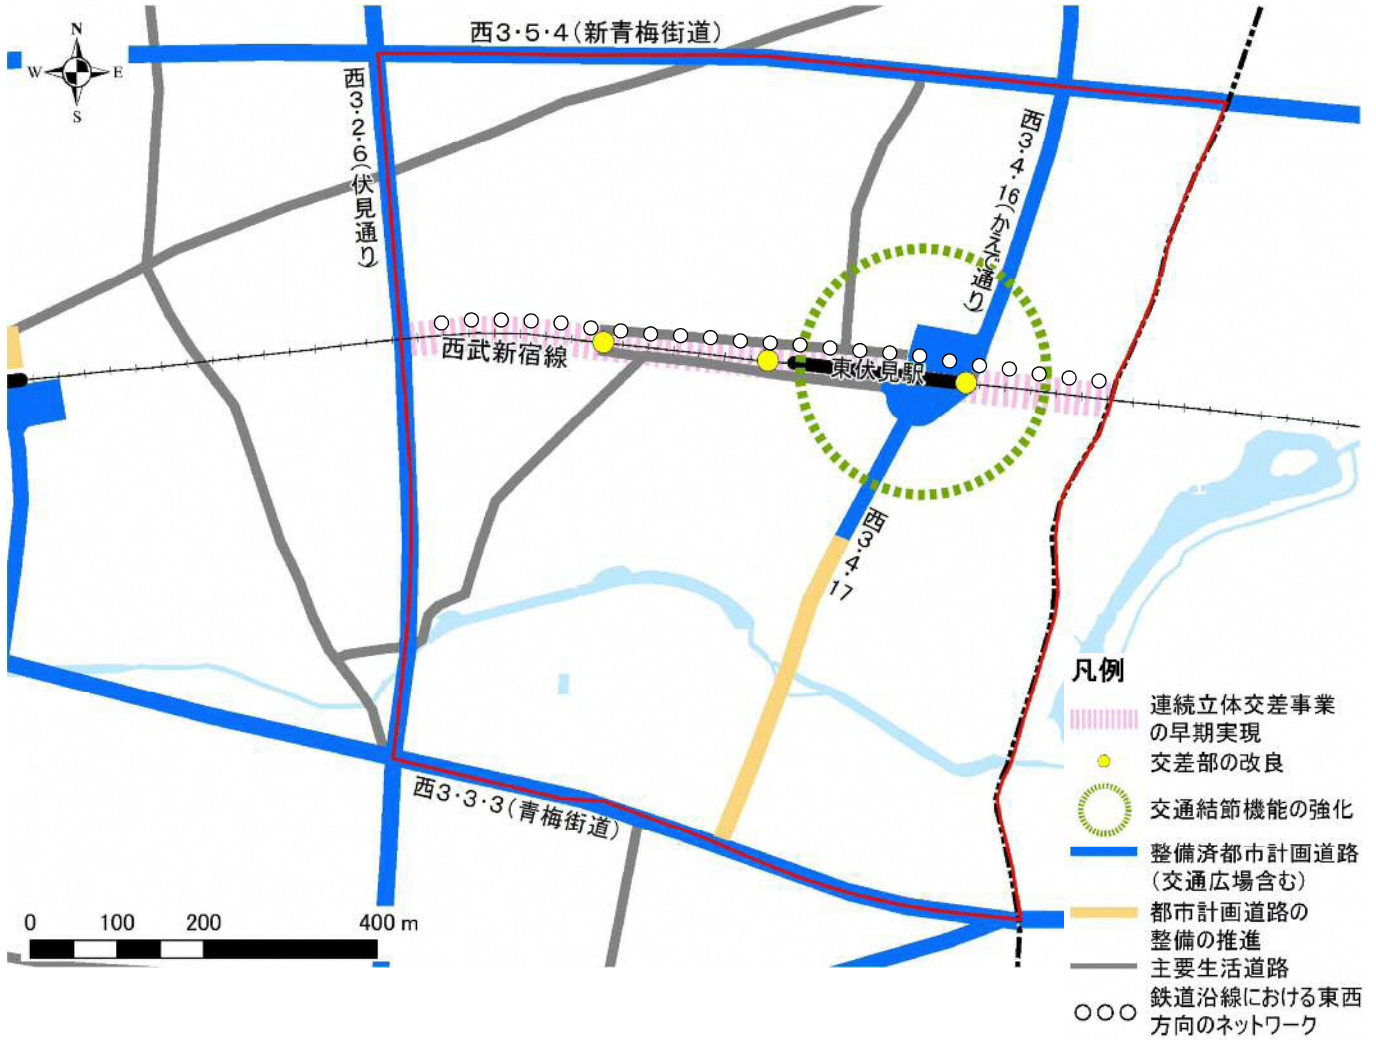 西3・5・4(新青梅街道)
N
W E
S
西3・2・6(伏見通り)
西3・4・16(かえで通り)
西武新宿線
東伏見駅
西3・4・17
西3・3・3(青梅街道)
0 100 200 400 m
凡例
連続立体交差事業
の早期実現
交差部の改良
交通結節機能の強化
整備済都市計画道路
(交通広場含む)
都市計画道路の
整備の推進
主要生活道路
鉄道沿線における東西
方向のネットワーク